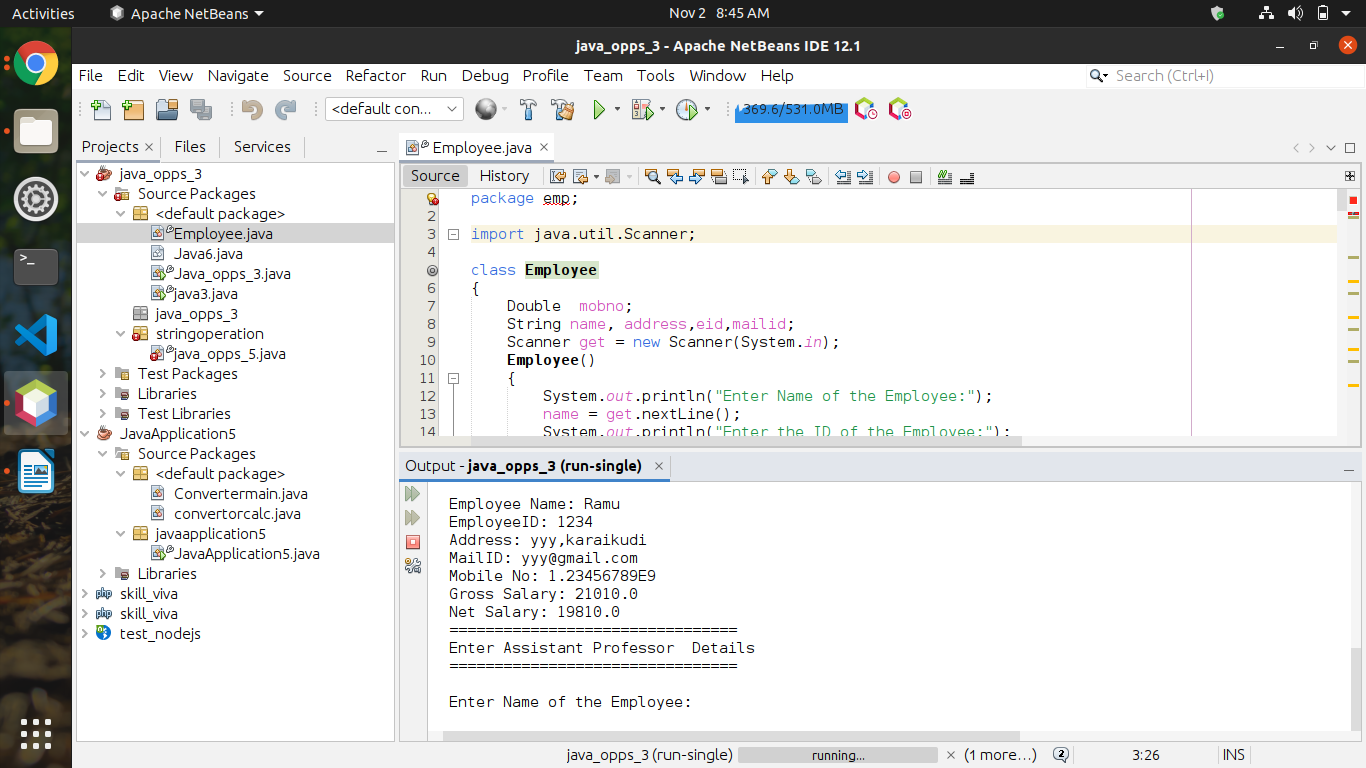 Activities Apache NetBeans Nov 2 8:45 AM
java_opps_3 - Apache NetBeans IDE 12.1
File Edit View Navigate Source Refactor Run Debug Profile Team Tools Window Help Search (Ctrl+I)
<default con... 369.6/531.0MB
Projects Files Services
java_opps_3
Source Packages
<default package>
Employee.java
Java6.java
Java_opps_3.java
java3.java
java_opps_3
stringoperation
java_opps_5.java
Test Packages
Libraries
Test Libraries
JavaApplication5
Source Packages
<default package>
Convertermain.java
convertorcalc.java
javaapplication5
JavaApplication5.java
Libraries
php skill_viva
php skill_viva
test_nodejs
Employee.java
Source History
package emp;
2
3 import java.util.Scanner;
4
class Employee
6 {
7 Double  mobno;
8 String name, address,eid,mailid;
9 Scanner get = new Scanner(System.in);
10 Employee()
11 {
12 System.out.println("Enter Name of the Employee:");
13 name = get.nextLine();
14 System.out.println("Enter the ID of the Employee:");
Output - java_opps_3 (run-single)
Employee Name: Ramu
EmployeeID: 1234
Address: yyy,karaikudi
MailID: yyy@gmail.com
Mobile No: 1.23456789E9
Gross Salary: 21010.0
Net Salary: 19810.0
================================
Enter Assistant Professor  Details
================================
Enter Name of the Employee:
java_opps_3 (run-single) running... (1 more...) 2 3:26 INS